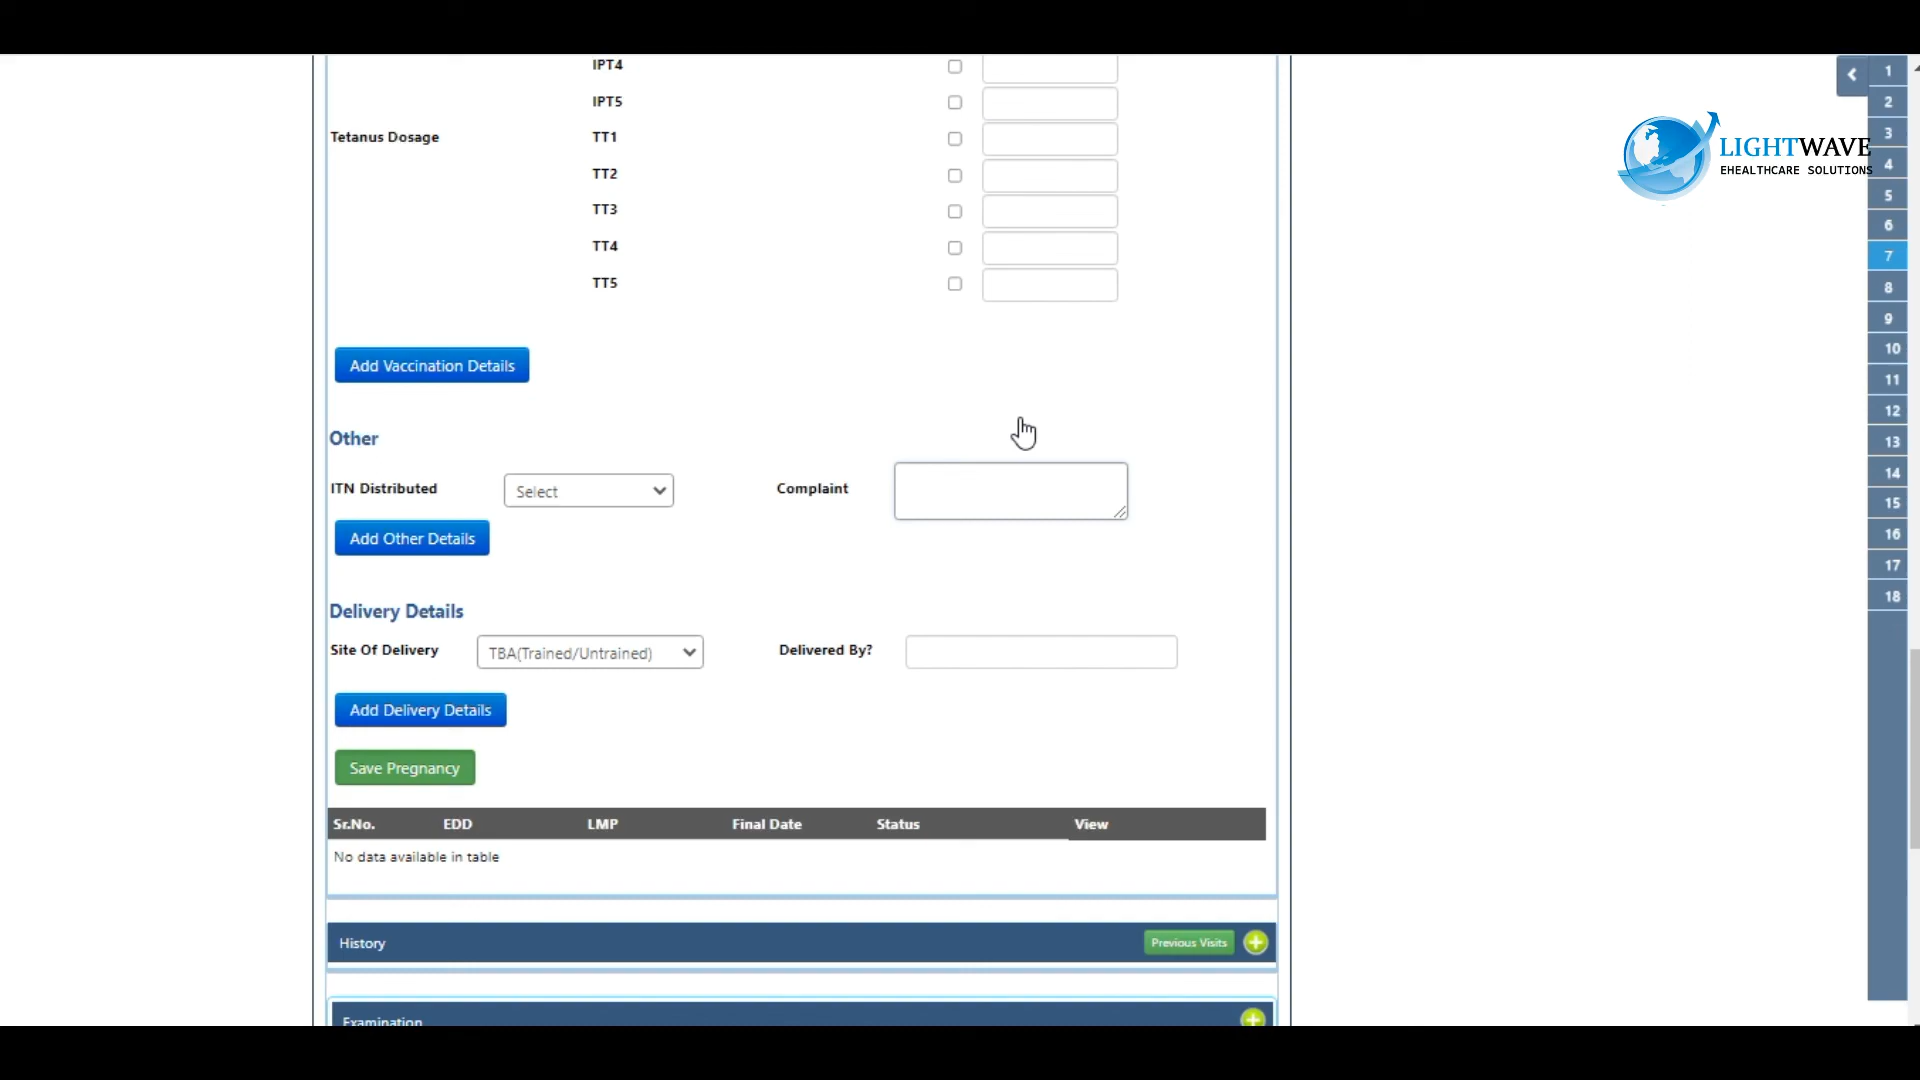 IPT4
IPT5
Tetanus Dosage TT1
TT2
TT3
TT4
TT5
Add Vaccination Details
Other
ITN Distributed Select Complaint
Add Other Details
Delivery Details
Site Of Delivery TBA(Trained/Untrained) Delivered By?
Add Delivery Details
Save Pregnancy
Sr.No. EDD LMP Final Date Status View
No data available in table
History Previous Visits
Examination
LIGHTWAVE
EHEALTHCARE SOLUTIONS
1
2
3
4
5
6
7
8
9
10
11
12
13
14
15
16
17
18